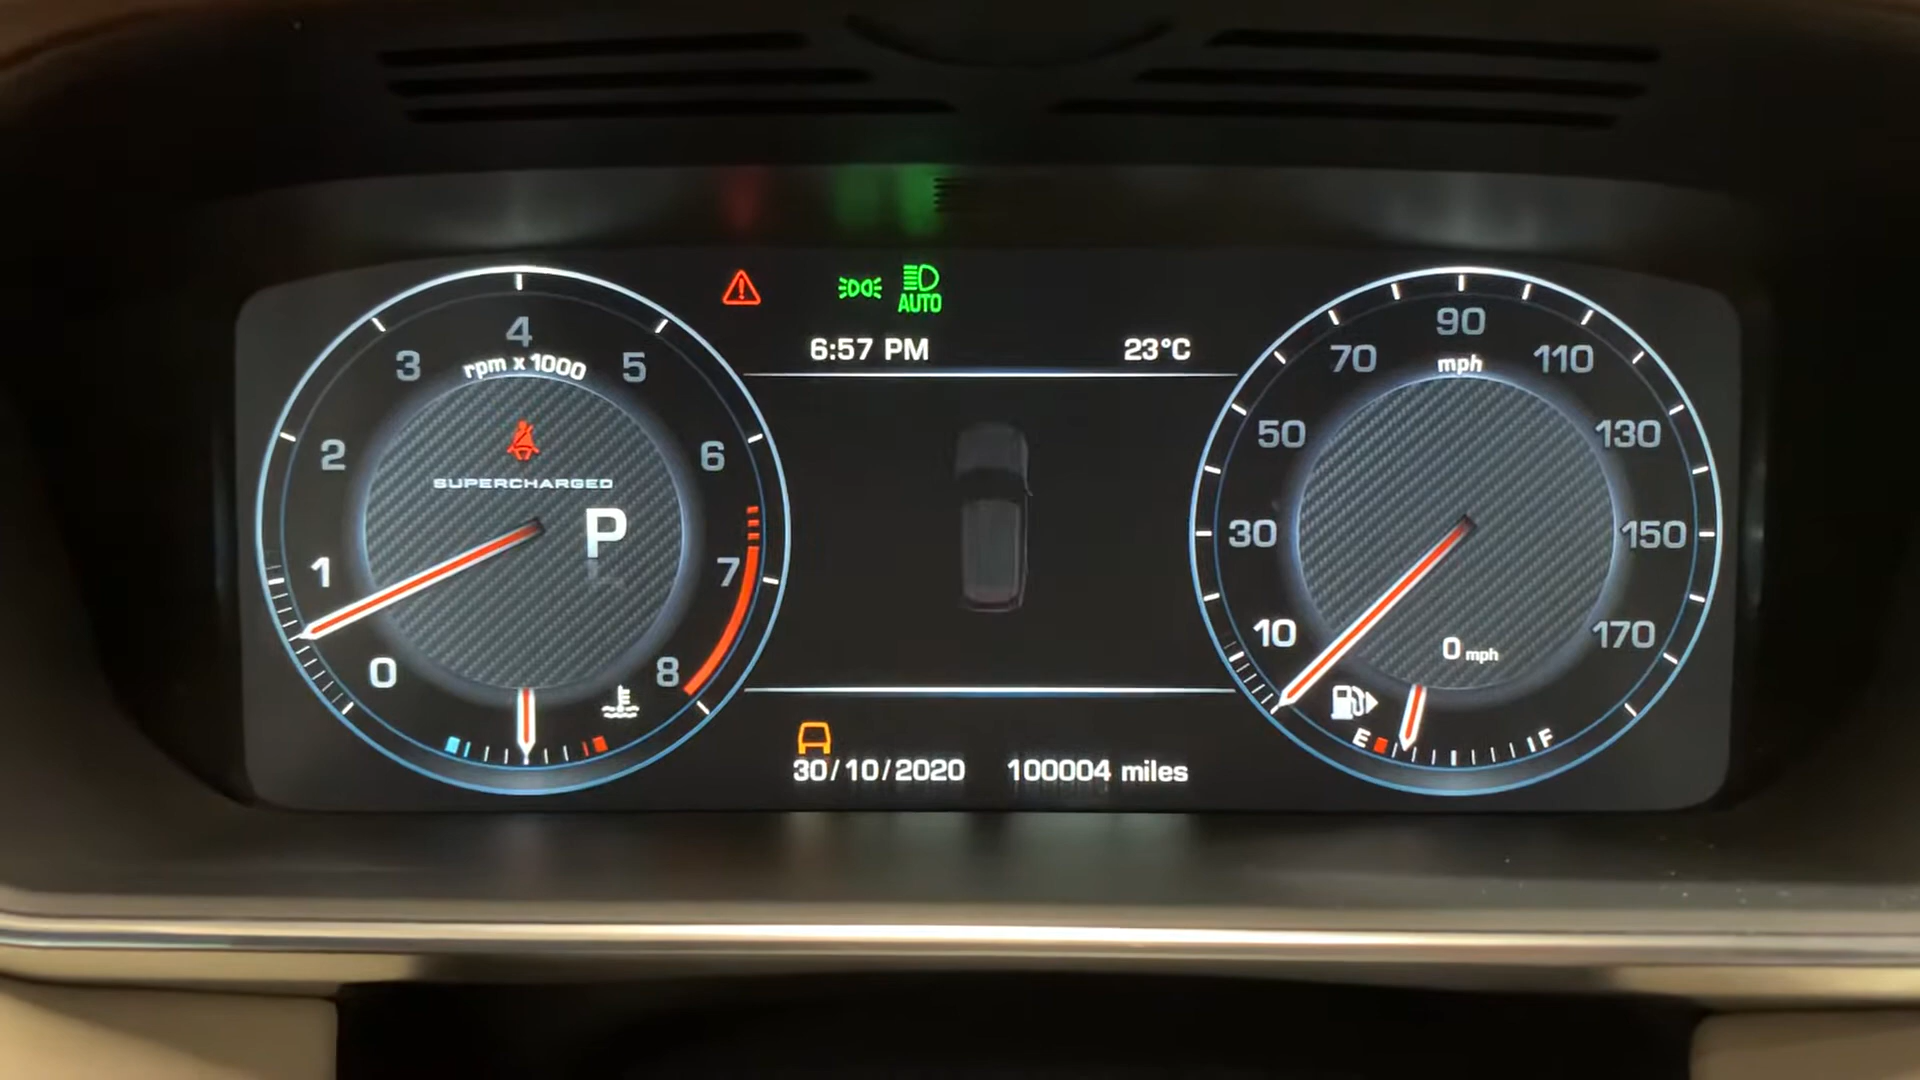 AUTO
6:57 PM 23°C
0 1 2 3 4 5 6 7 8
rpm x 1000
SUPERCHARGED
P
10 30 50 70 90 110 130 150 170
mph
0 mph
E F
30/10/2020 100004 miles